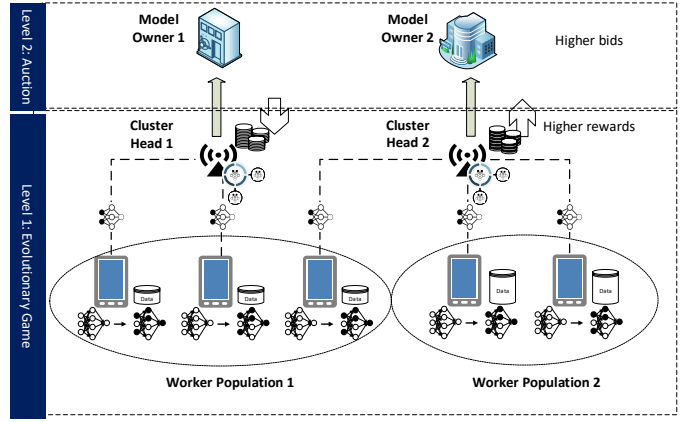 Level 2: Auction
Model
Owner 1
Model
Owner 2
Higher bids
Level 1: Evolutionary Game
Cluster
Head 1
Cluster
Head 2
Higher rewards
Data
Data
Data
Data
Data
Worker Population 1
Worker Population 2